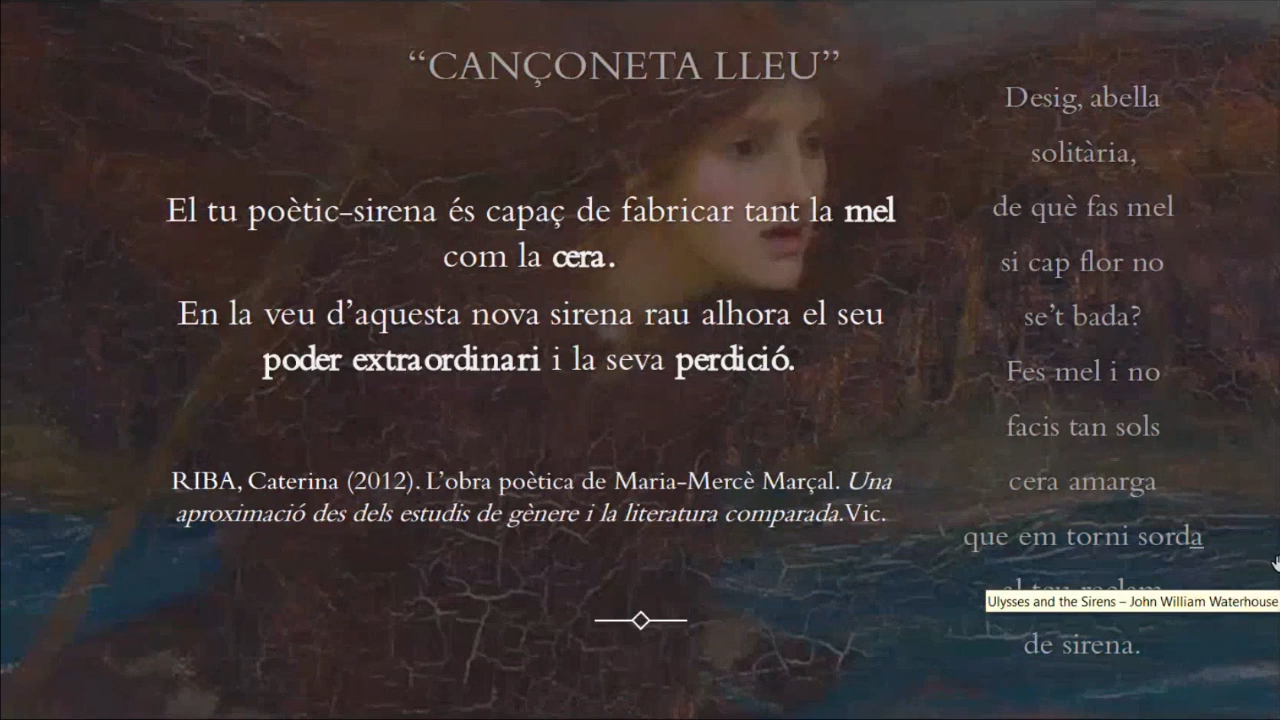 “CANÇONETA LLEU”
El tu poètic-sirena és capaç de fabricar tant la mel
com la cera.
En la veu d’aquesta nova sirena rau alhora el seu
poder extraordinari i la seva perdició.
RIBA, Caterina (2012). L’obra poètica de Maria-Mercè Marçal. Una
aproximació des dels estudis de gènere i la literatura comparada.Vic.
Desig, abella
solitària,
de què fas mel
si cap flor no
se’t bada?
Fes mel i no
facis tan sols
cera amarga
que em torni sorda
al teu reclam
Ulysses and the Sirens – John William Waterhouse
de sirena.